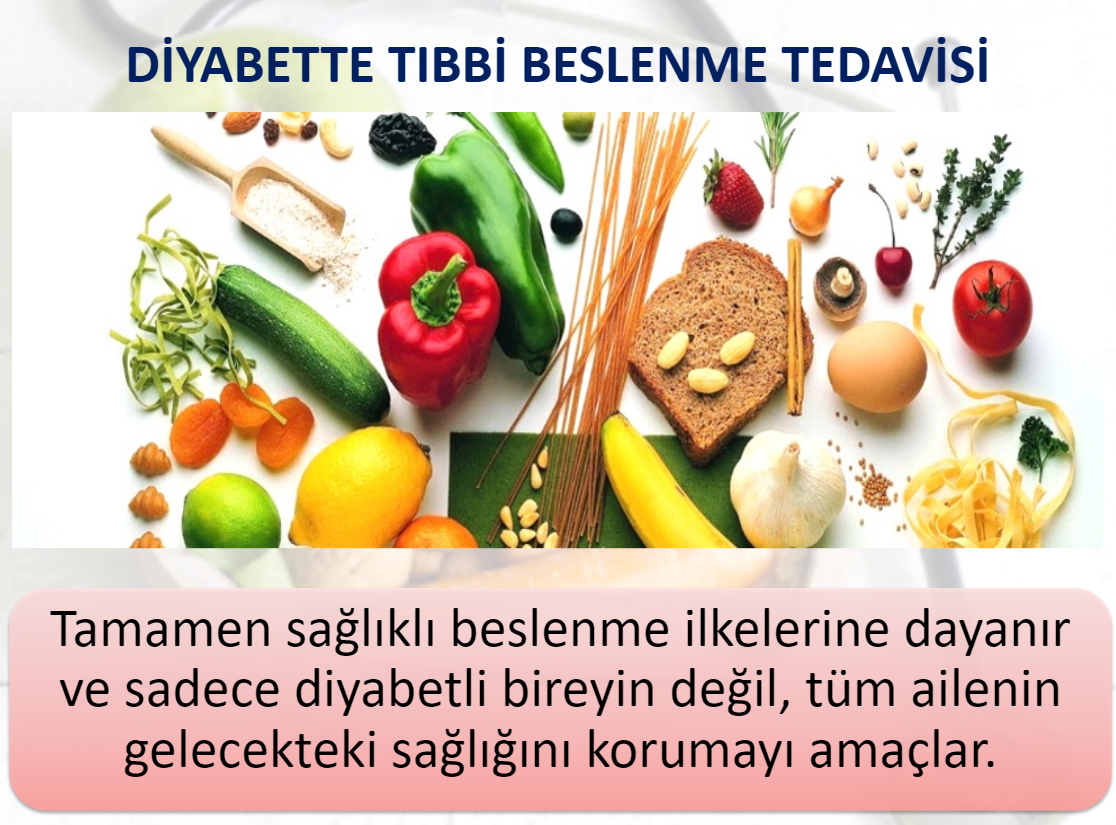 DİYABETTE TIBBİ BESLENME TEDAVİSİ
Tamamen sağlıklı beslenme ilkelerine dayanır
ve sadece diyabetli bireyin değil, tüm ailenin
gelecekteki sağlığını korumayı amaçlar.